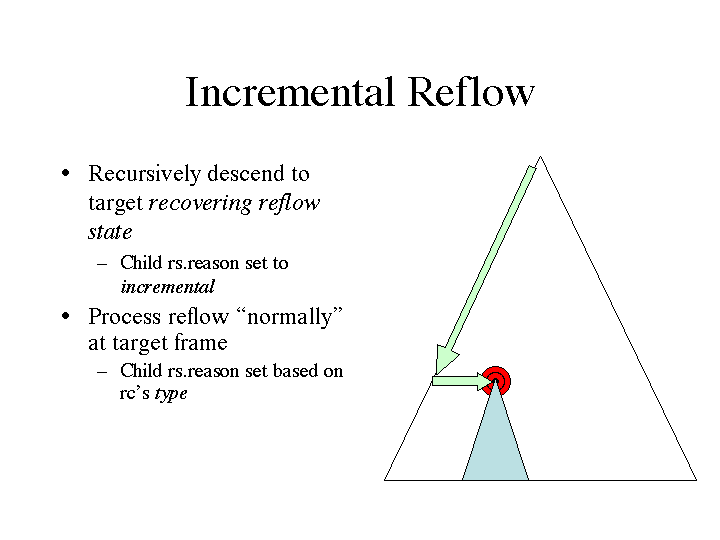 Incremental Reflow
• Recursively descend to
target recovering reflow
state
– Child rs.reason set to
incremental
• Process reflow “normally”
at target frame
– Child rs.reason set based on
rc’s type